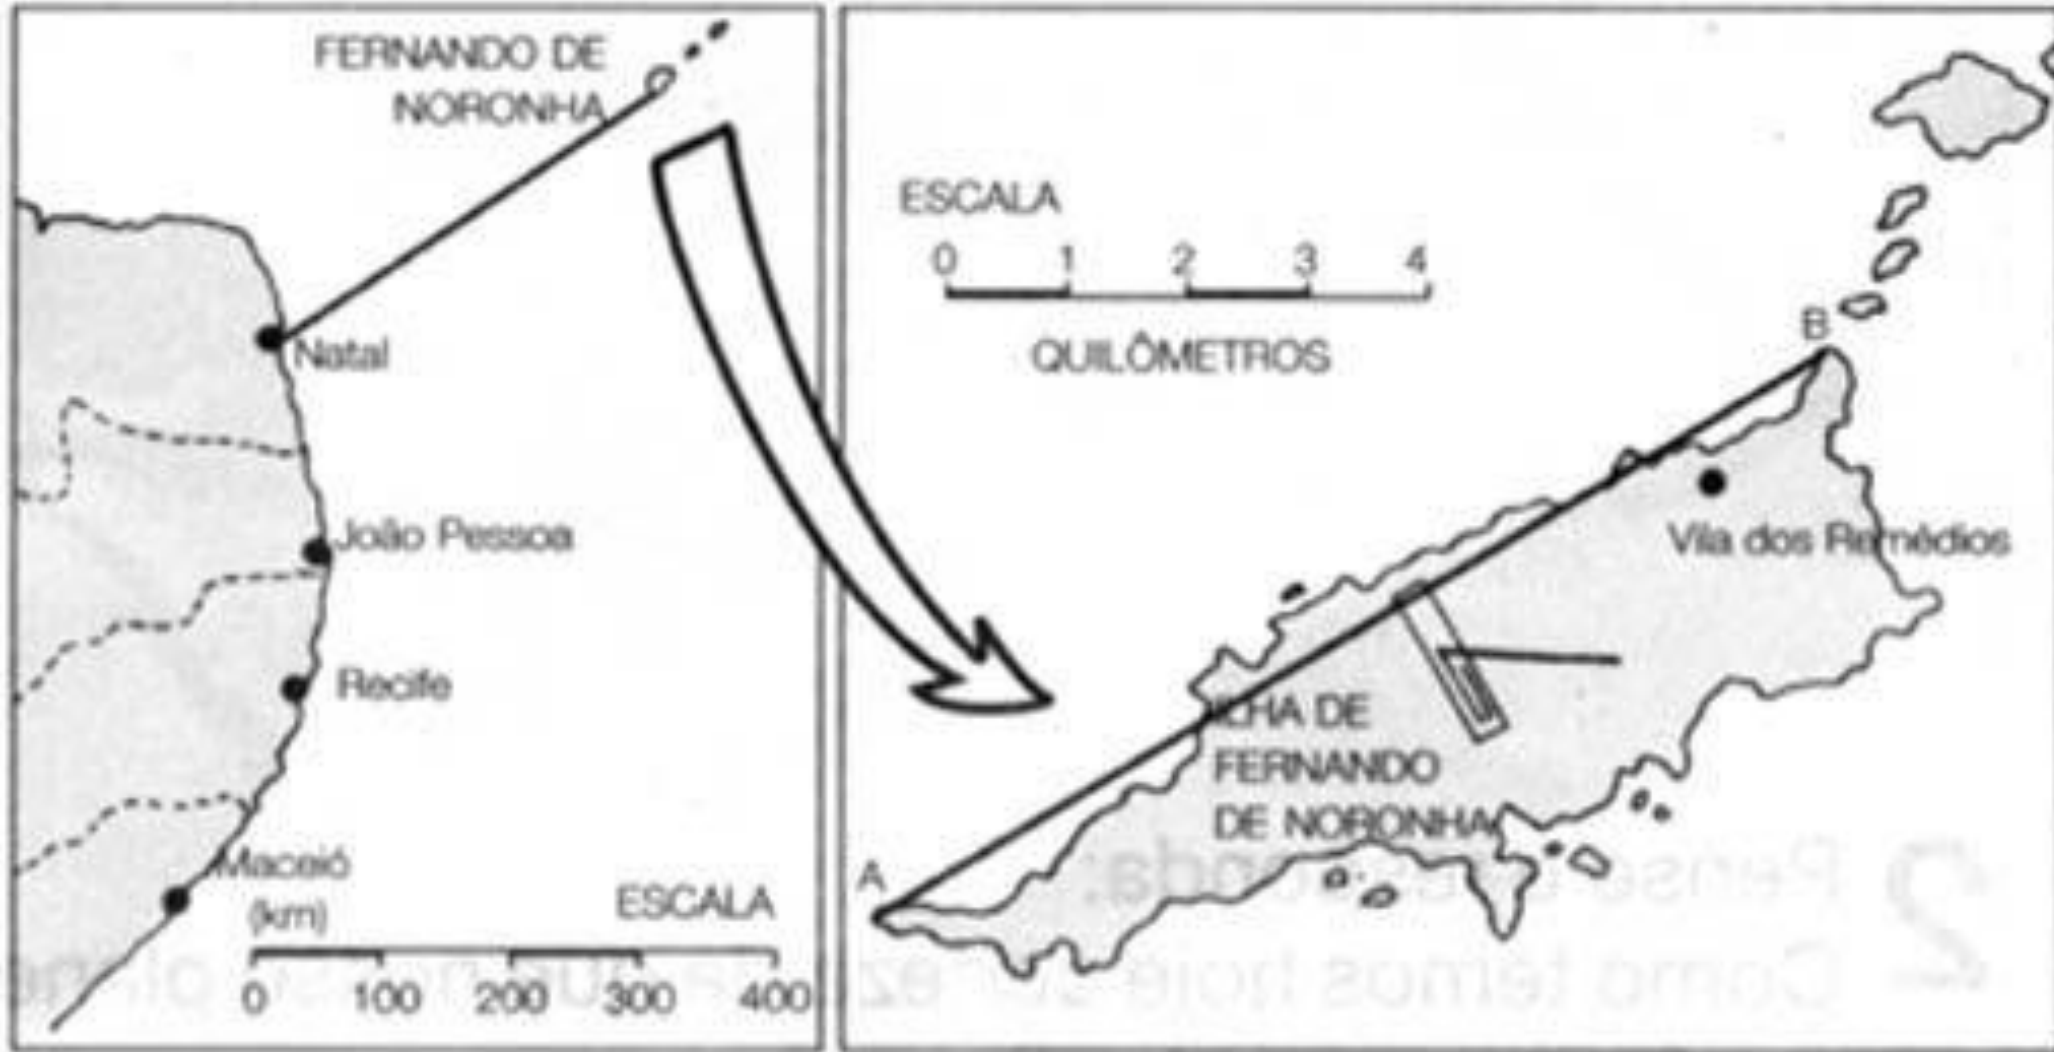 FERNANDO DE
NORONHA
Natal
João Pessoa
Recife
Maceió
(km)
ESCALA
0 100 200 300 400
ESCALA
0 1 2 3 4
QUILÔMETROS
B
Vila dos Remédios
ILHA DE
FERNANDO
DE NORONHA
A
2 Pense
Como temos hoje